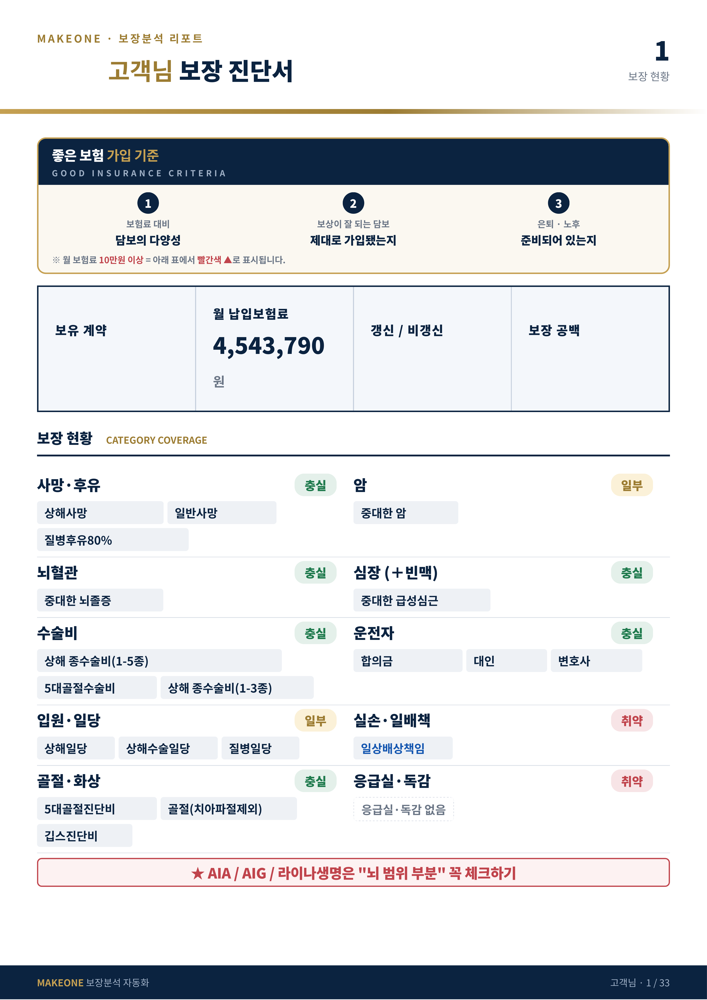 MAKEONE · 보장분석 리포트
고객님 보장 진단서
1
보장 현황
좋은 보험 가입 기준
GOOD INSURANCE CRITERIA
1
보험료 대비
담보의 다양성
2
보상이 잘 되는 담보
제대로 가입됐는지
3
은퇴 · 노후
준비되어 있는지
※ 월 보험료 10만원 이상 = 아래 표에서 빨간색 ▲로 표시됩니다.
보유 계약
월 납입보험료
4,543,790
원
갱신 / 비갱신
보장 공백
보장 현황 CATEGORY COVERAGE
사망·후유 충실
상해사망 일반사망
질병후유80%
암 일부
중대한 암
뇌혈관 충실
중대한 뇌졸증
심장 (+빈맥) 충실
중대한 급성심근
수술비 충실
상해 종수술비(1-5종)
5대골절수술비 상해 종수술비(1-3종)
운전자 충실
합의금 대인 변호사
입원·일당 일부
상해일당 상해수술일당 질병일당
실손·일배책 취약
일상배상책임
골절·화상 충실
5대골절진단비 골절(치아파절제외)
깁스진단비
응급실·독감 취약
응급실·독감 없음
★ AIA / AIG / 라이나생명은 "뇌 범위 부분" 꼭 체크하기
MAKEONE 보장분석 자동화
고객님 · 1 / 33